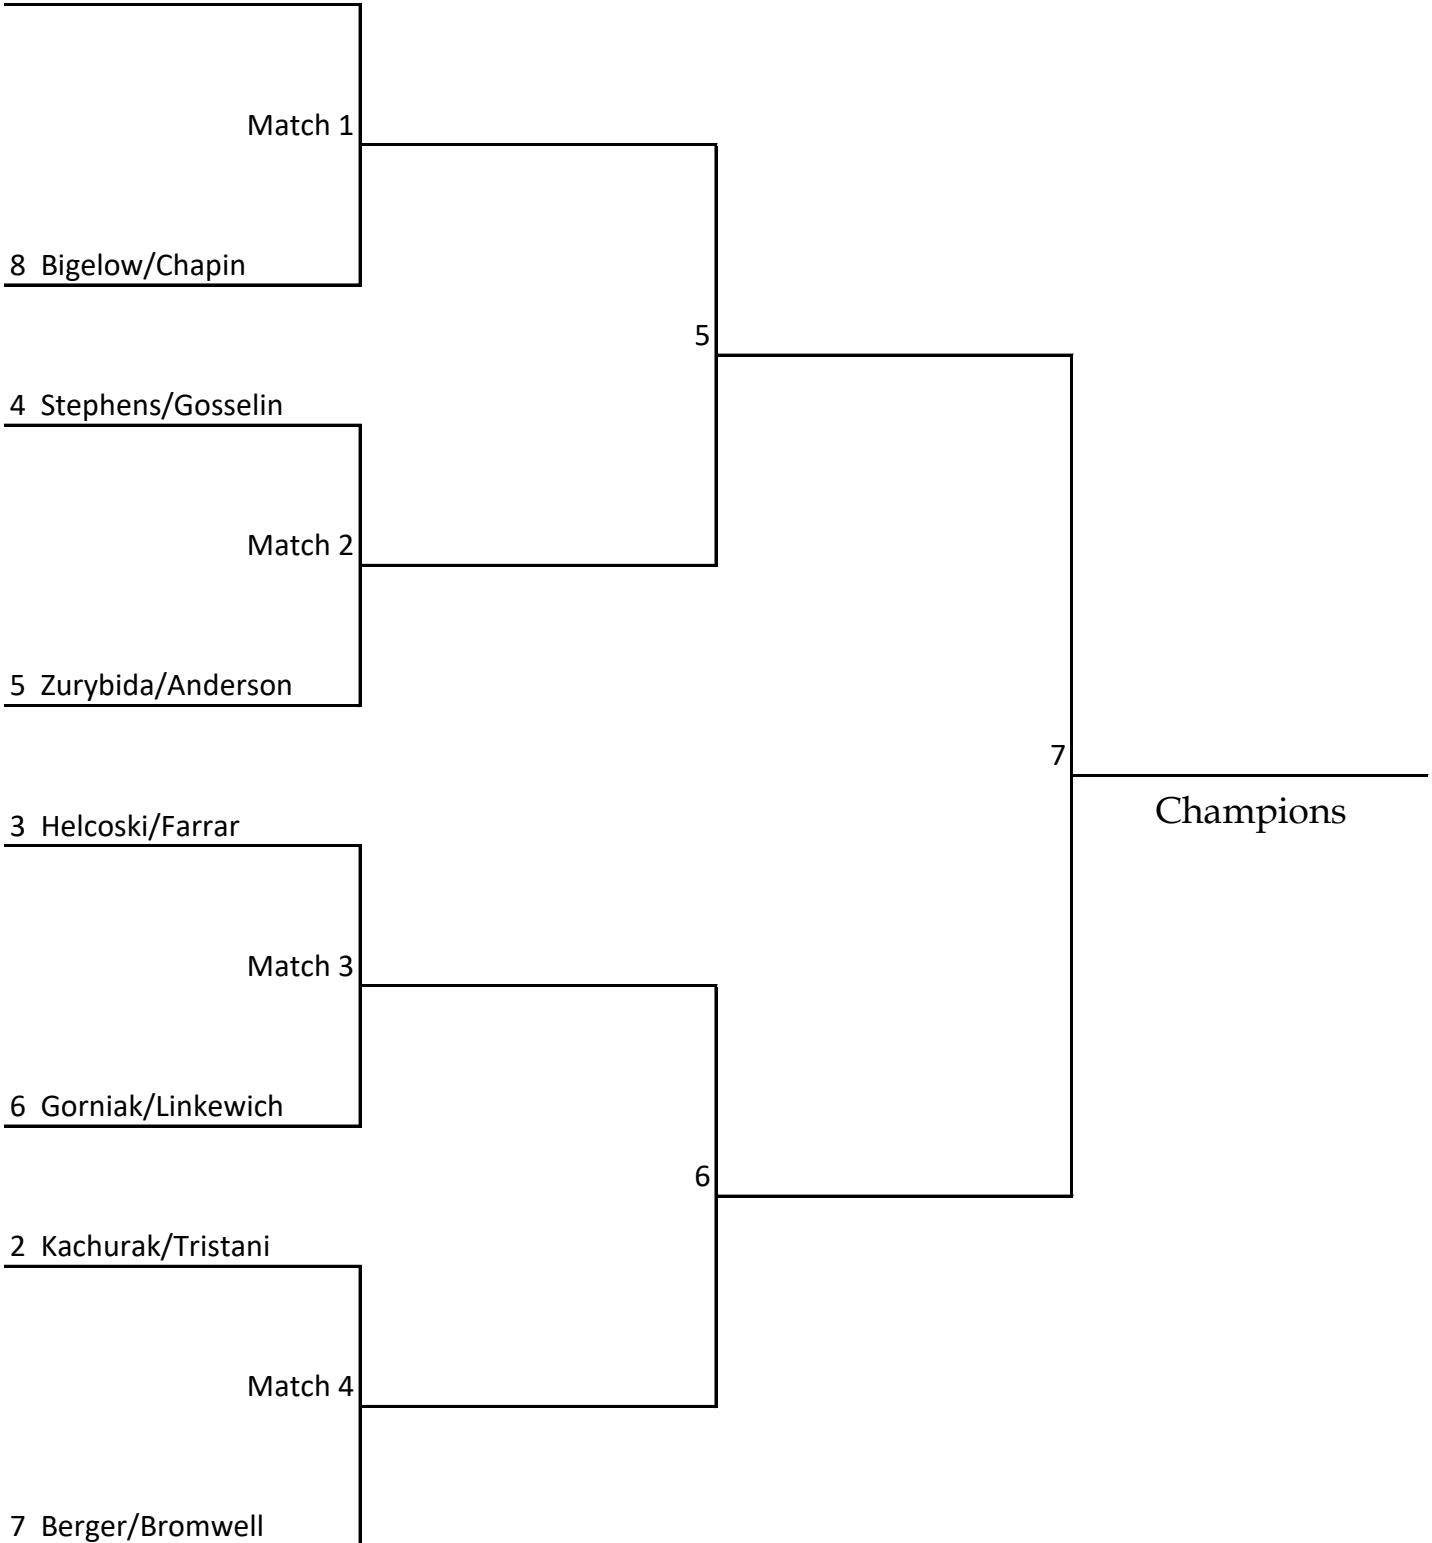 Match 1
8 Bigelow/Chapin
5
4 Stephens/Gosselin
Match 2
5 Zurybida/Anderson
7
Champions
3 Helcoski/Farrar
Match 3
6 Gorniak/Linkewich
6
2 Kachurak/Tristani
Match 4
7 Berger/Bromwell